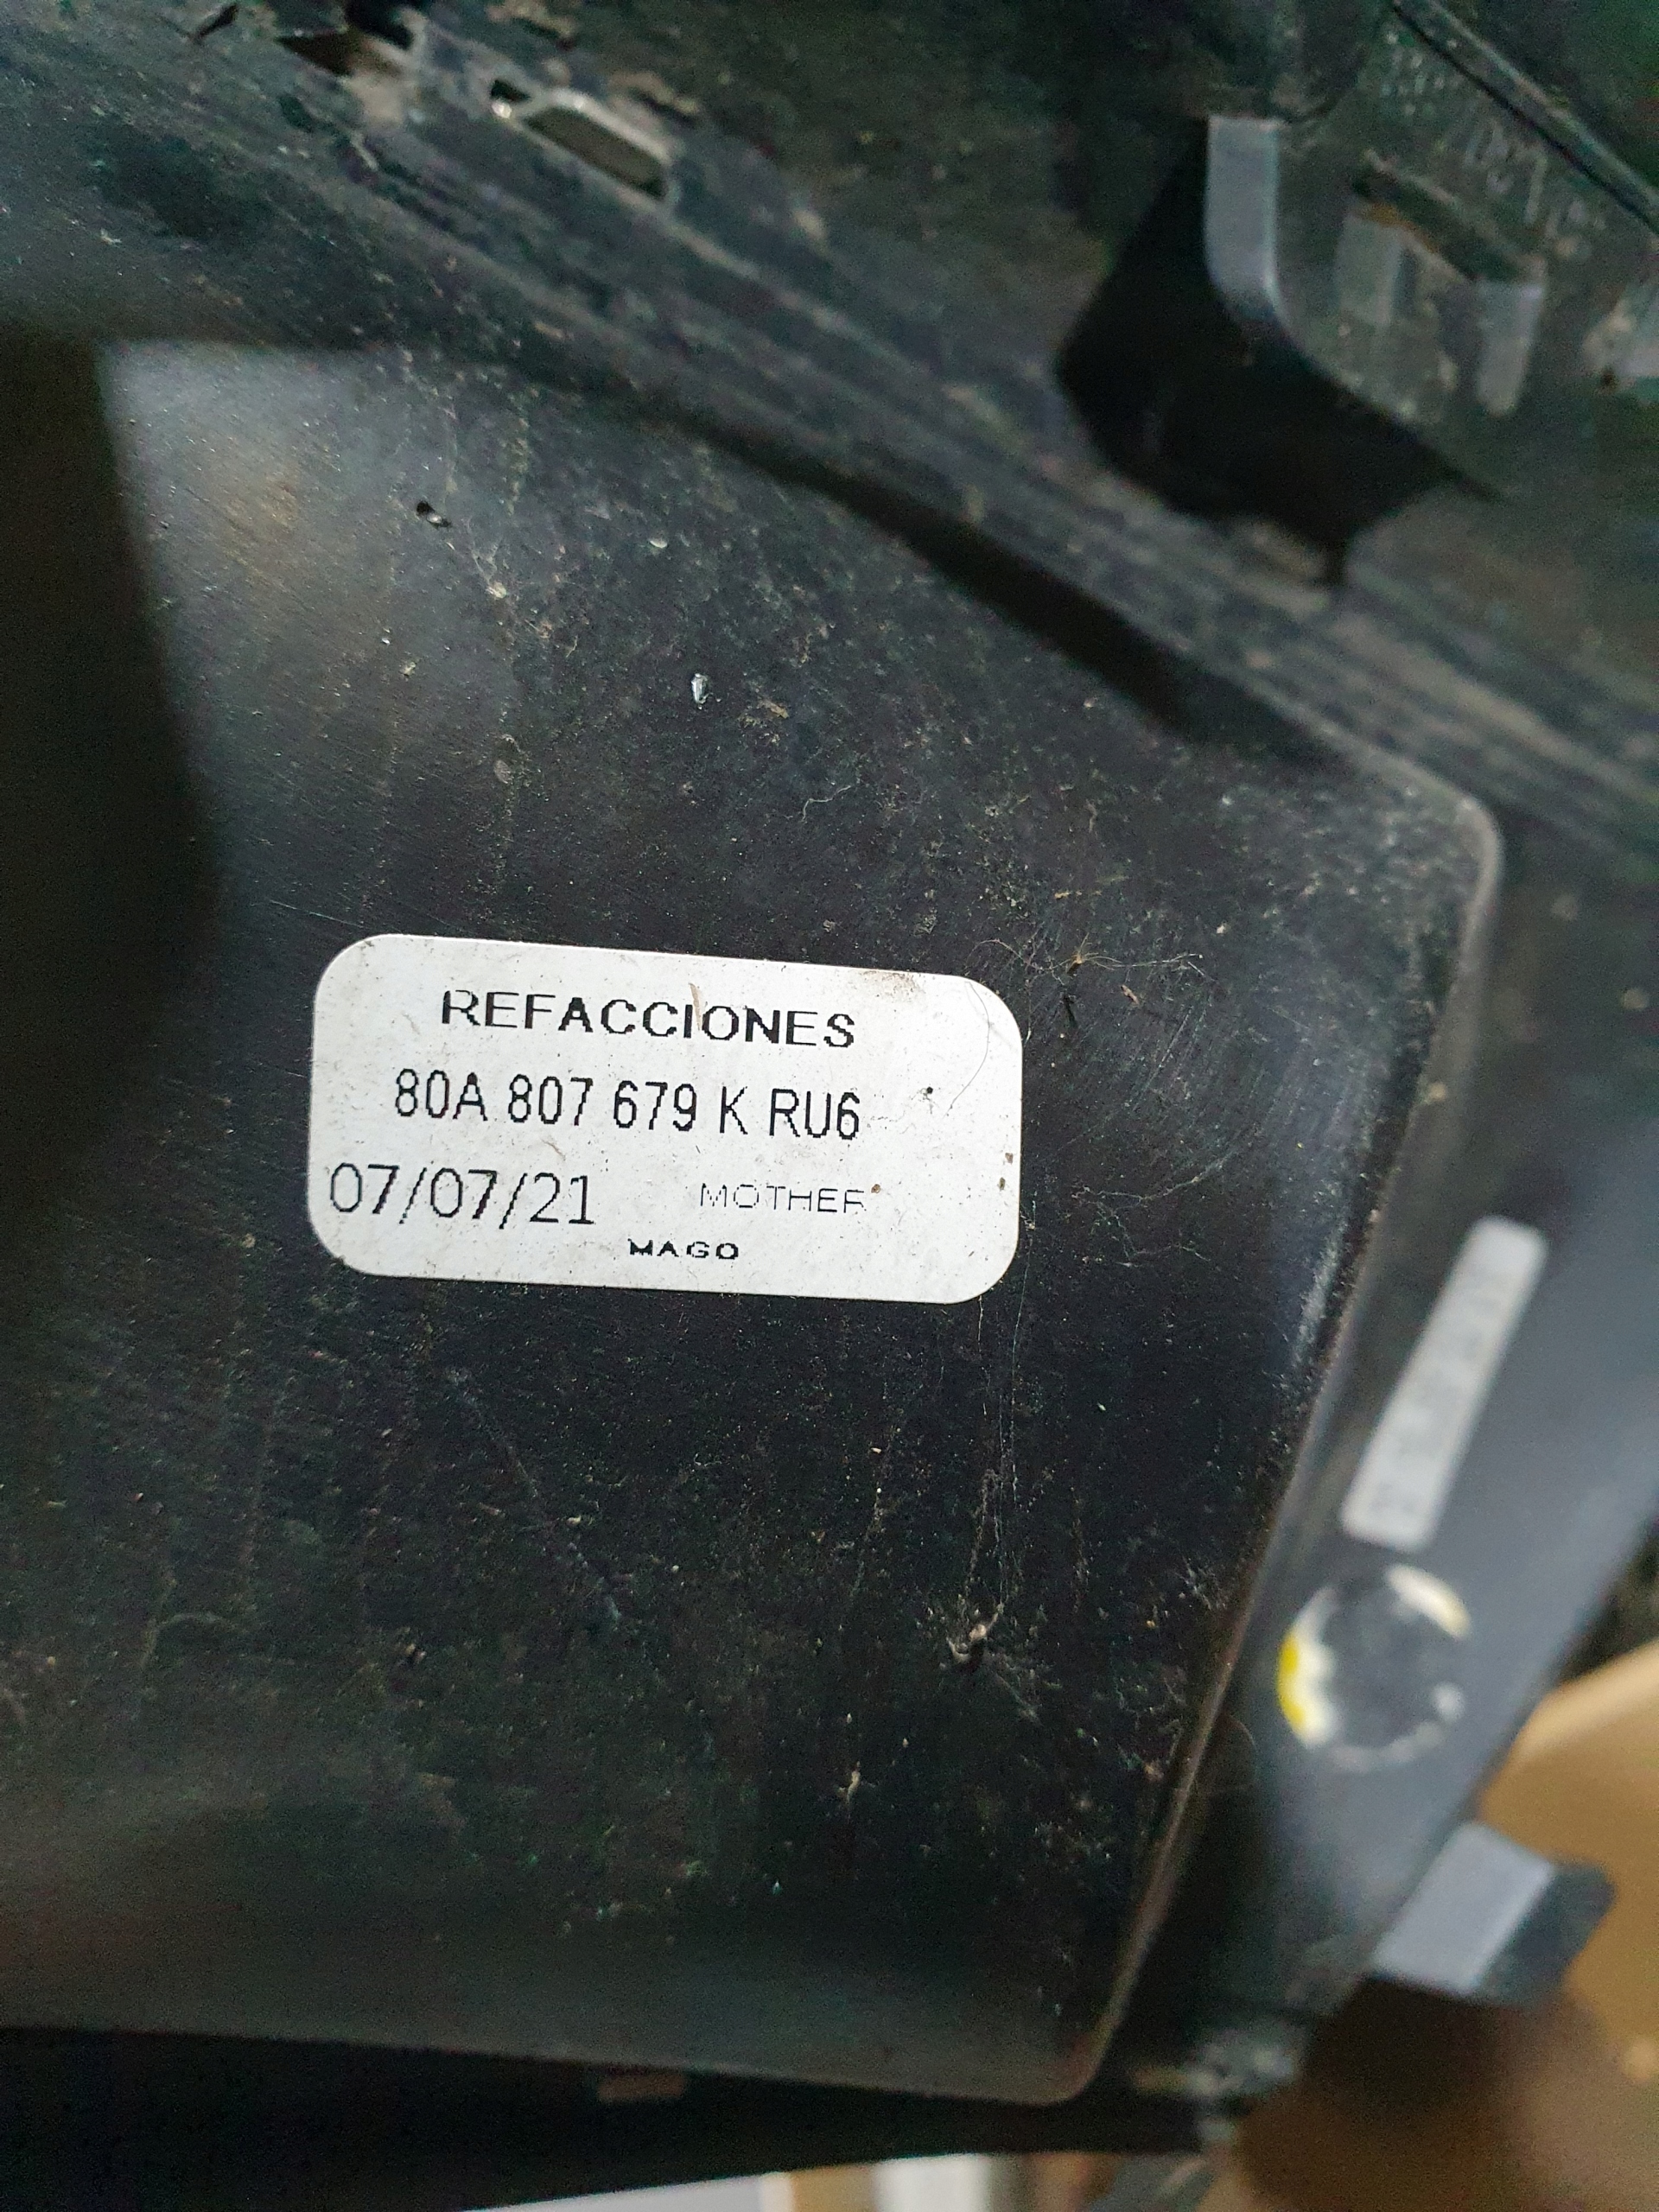 REFACCIONES
80A 807 679 K RU6
07/07/21 MOTHER
MAGO